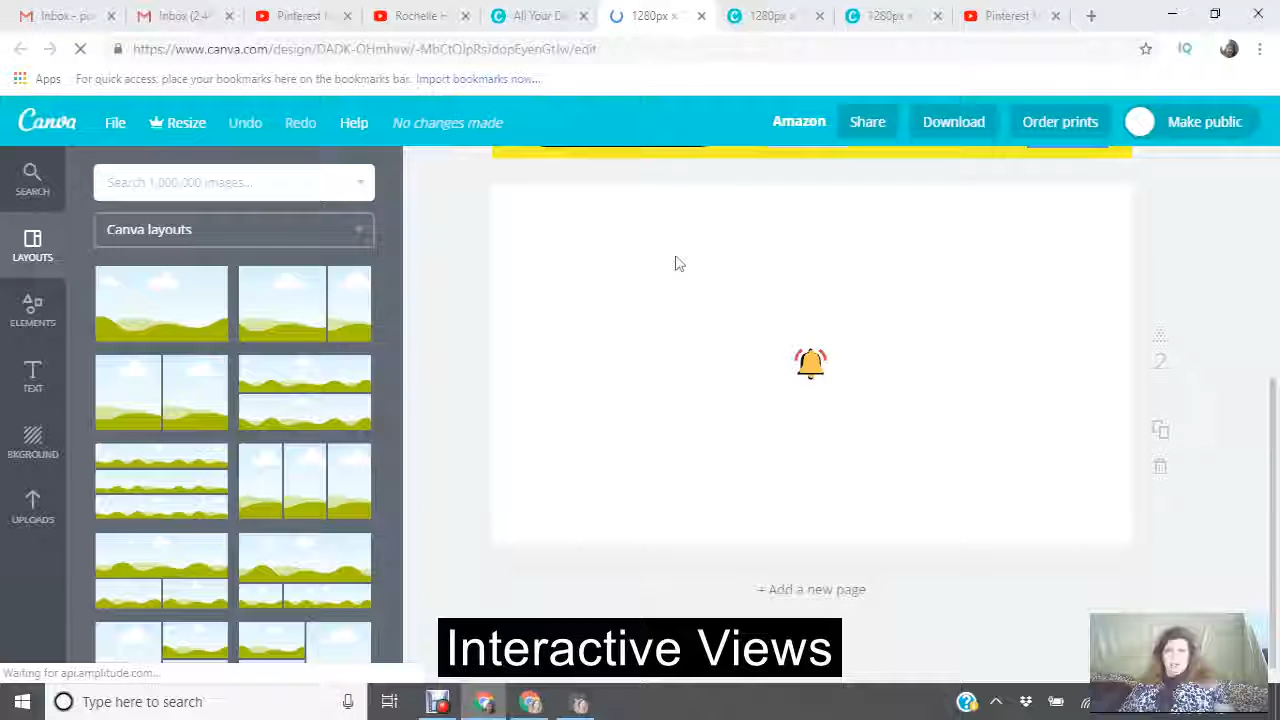 Inbox – pu
Inbox (2.4
Pinterest
Rochelle H
All Your D
1280px ×
1280px ×
1280px ×
Pinterest
https://www.canva.com/design/
/edit
Apps
For quick access, place your bookmarks here on the bookmarks bar. Import bookmarks now...
Canva
File
Resize
Undo
Redo
Help
No changes made
Amazon
Share
Download
Order prints
Make public
SEARCH
Search 1,000,000 images...
LAYOUTS
Canva layouts
ELEMENTS
TEXT
BKGROUND
UPLOADS
2
+ Add a new page
Interactive Views
Waiting for api.amplitude.com...
Type here to search